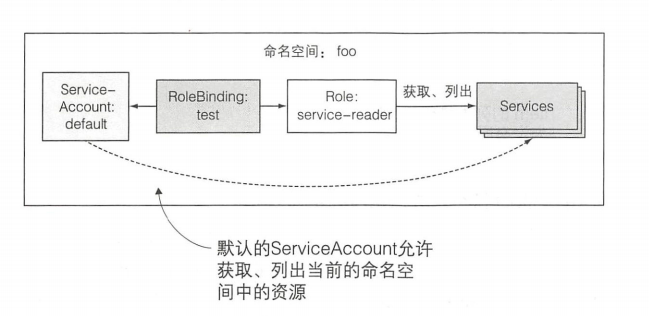 命名空间：foo
Service-
Account:
default
RoleBinding:
test
Role:
service-reader
获取、列出
Services
默认的ServiceAccount允许
获取、列出当前的命名空
间中的资源